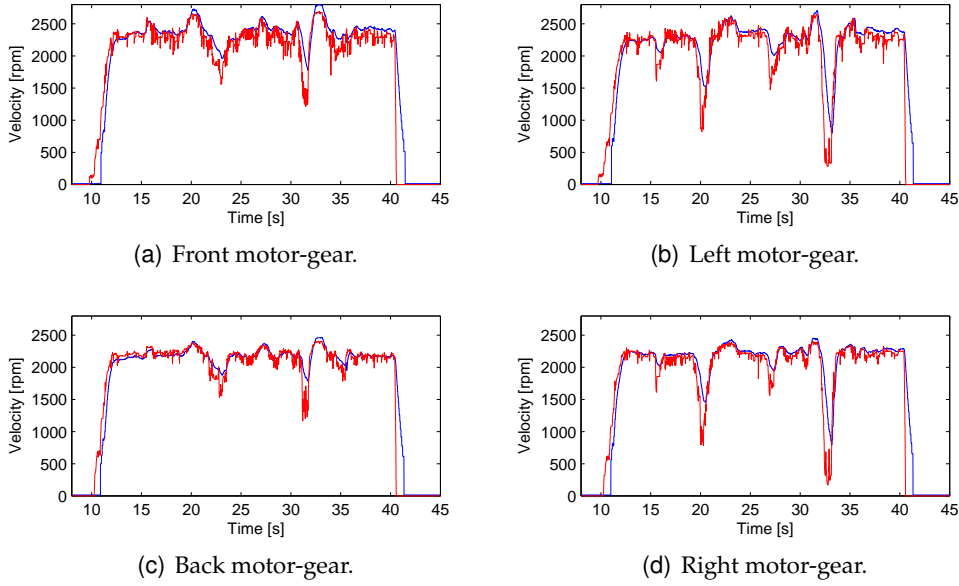 2500
2000
1500
1000
500
0
Velocity [rpm]
10 15 20 25 30 35 40 45
Time [s]
(a) Front motor-gear.
2500
2000
1500
1000
500
0
Velocity [rpm]
10 15 20 25 30 35 40 45
Time [s]
(b) Left motor-gear.
2500
2000
1500
1000
500
0
Velocity [rpm]
10 15 20 25 30 35 40 45
Time [s]
(c) Back motor-gear.
2500
2000
1500
1000
500
0
Velocity [rpm]
10 15 20 25 30 35 40 45
Time [s]
(d) Right motor-gear.